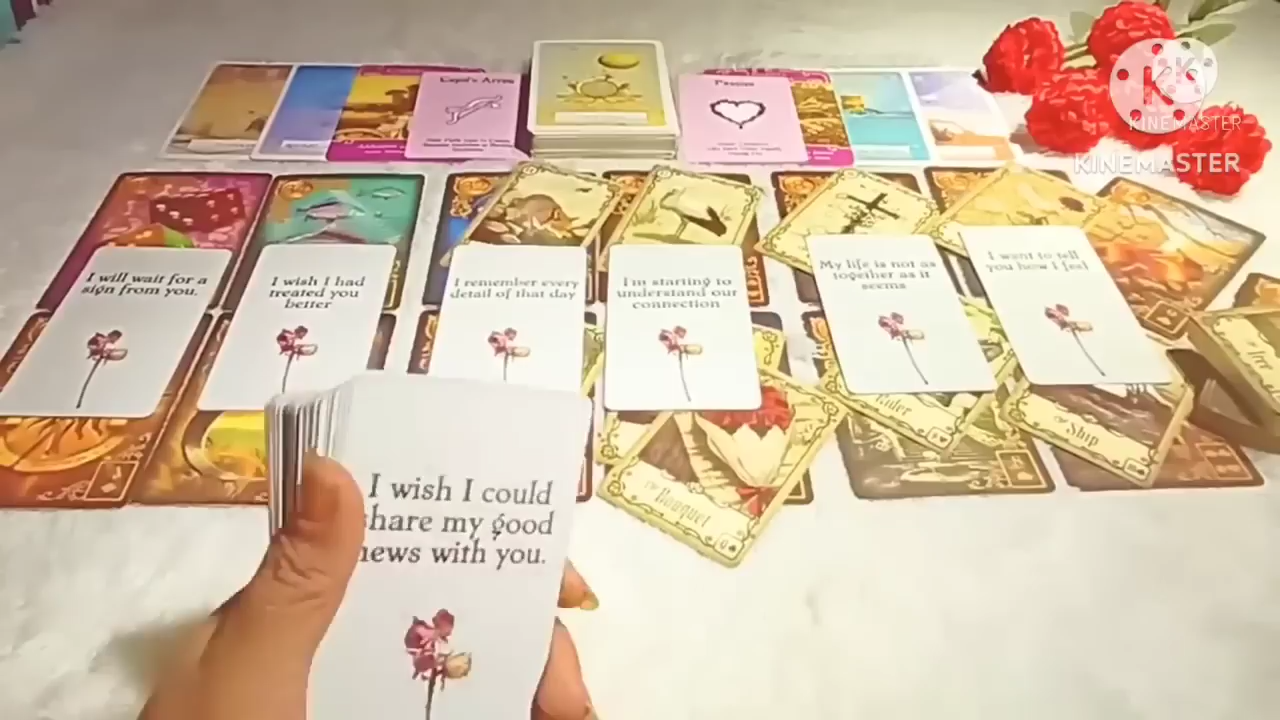 KINEMASTER
KINEMASTER
Cupid's Arrow
Passion
I will wait for a
sign from you.
I wish I had
treated you
better
I remember every
detail of that day
I'm starting to
understand our
connection
My life is not as
together as it
seems
I want to tell
you how I feel
Rider
The Ship
The Bouquet
I wish I could
share my good
news with you.